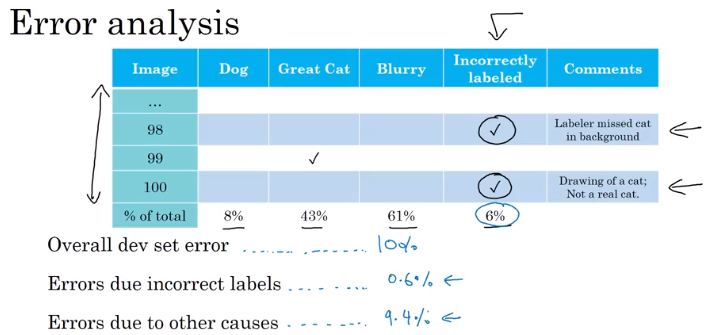 Error analysis
Image Dog Great Cat Blurry Incorrectly labeled Comments
...
98 ✓ Labeler missed cat in background
99 ✓
100 ✓ Drawing of a cat; Not a real cat.
% of total 8% 43% 61% 6%
Overall dev set error 10%
Errors due incorrect labels 0.6%
Errors due to other causes 9.4%